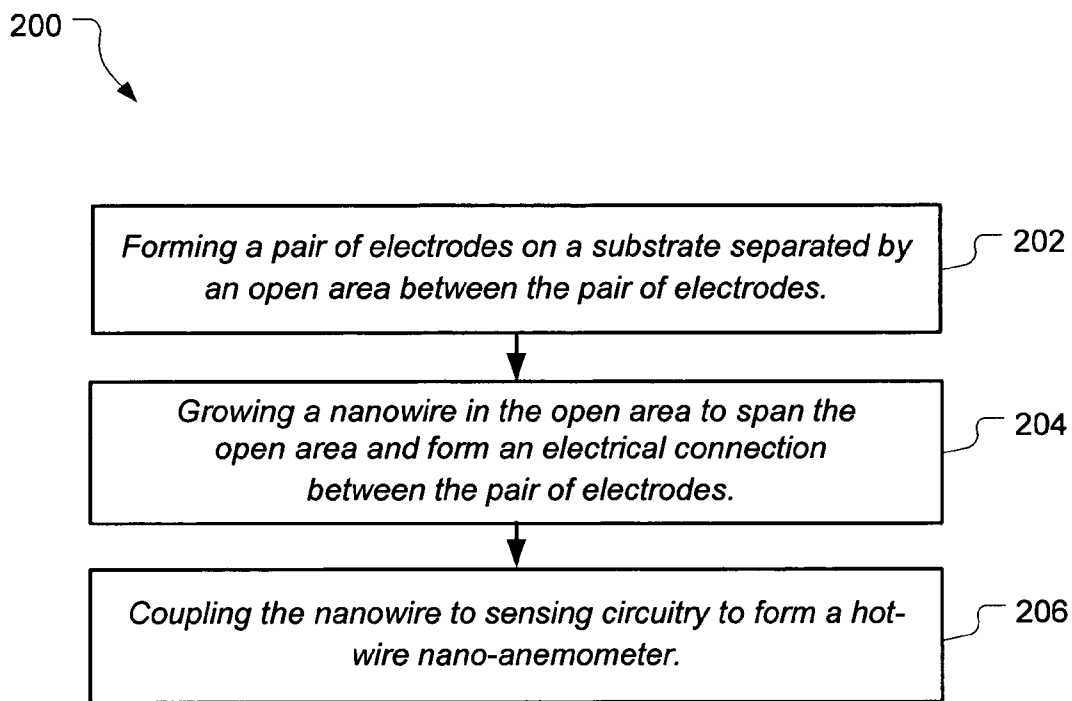 200
Forming a pair of electrodes on a substrate separated by
an open area between the pair of electrodes.
202
Growing a nanowire in the open area to span the
open area and form an electrical connection
between the pair of electrodes.
204
Coupling the nanowire to sensing circuitry to form a hot-
wire nano-anemometer.
206